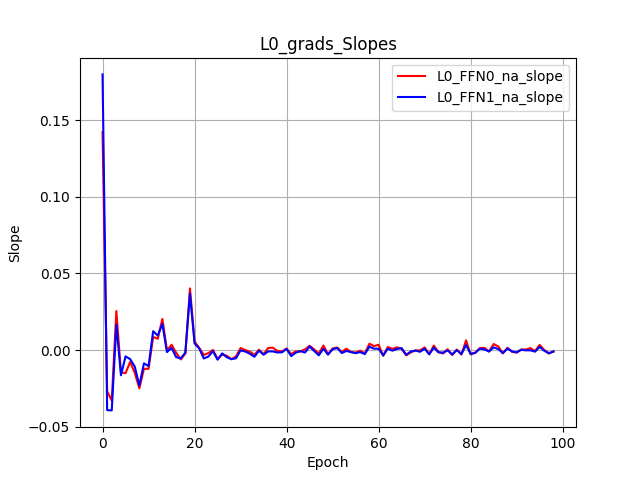 L0_grads_Slopes
L0_FFN0_na_slope
L0_FFN1_na_slope
Slope
0.15
0.10
0.05
0.00
−0.05
0
20
40
60
80
100
Epoch